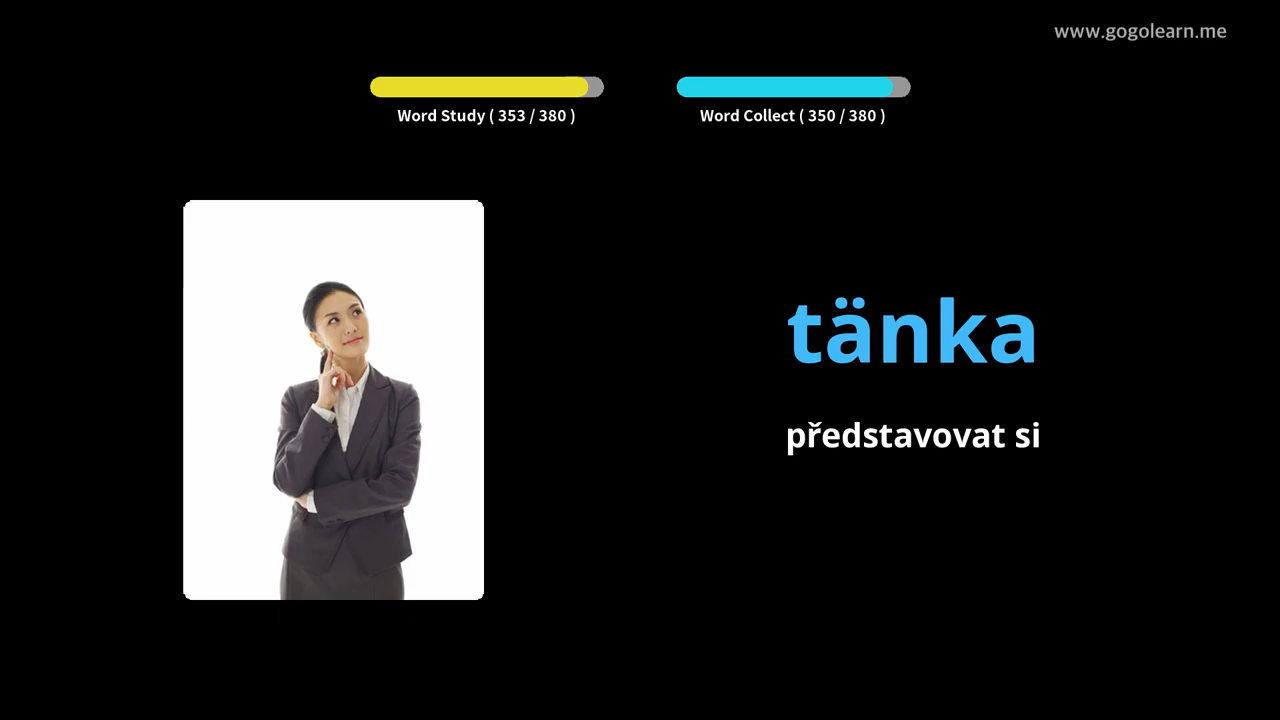 www.gogolearn.me
Word Study ( 353 / 380 )
Word Collect ( 350 / 380 )
tänka
představovat si